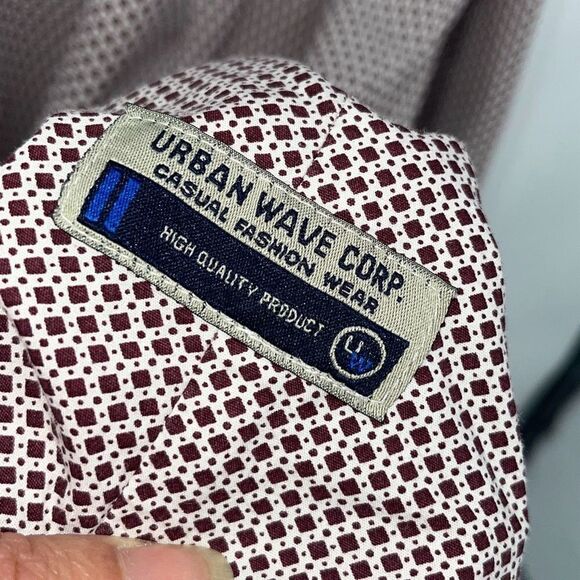 URBAN WAVE CORP.
CASUAL FASHION WEAR
HIGH QUALITY PRODUCT
U
W